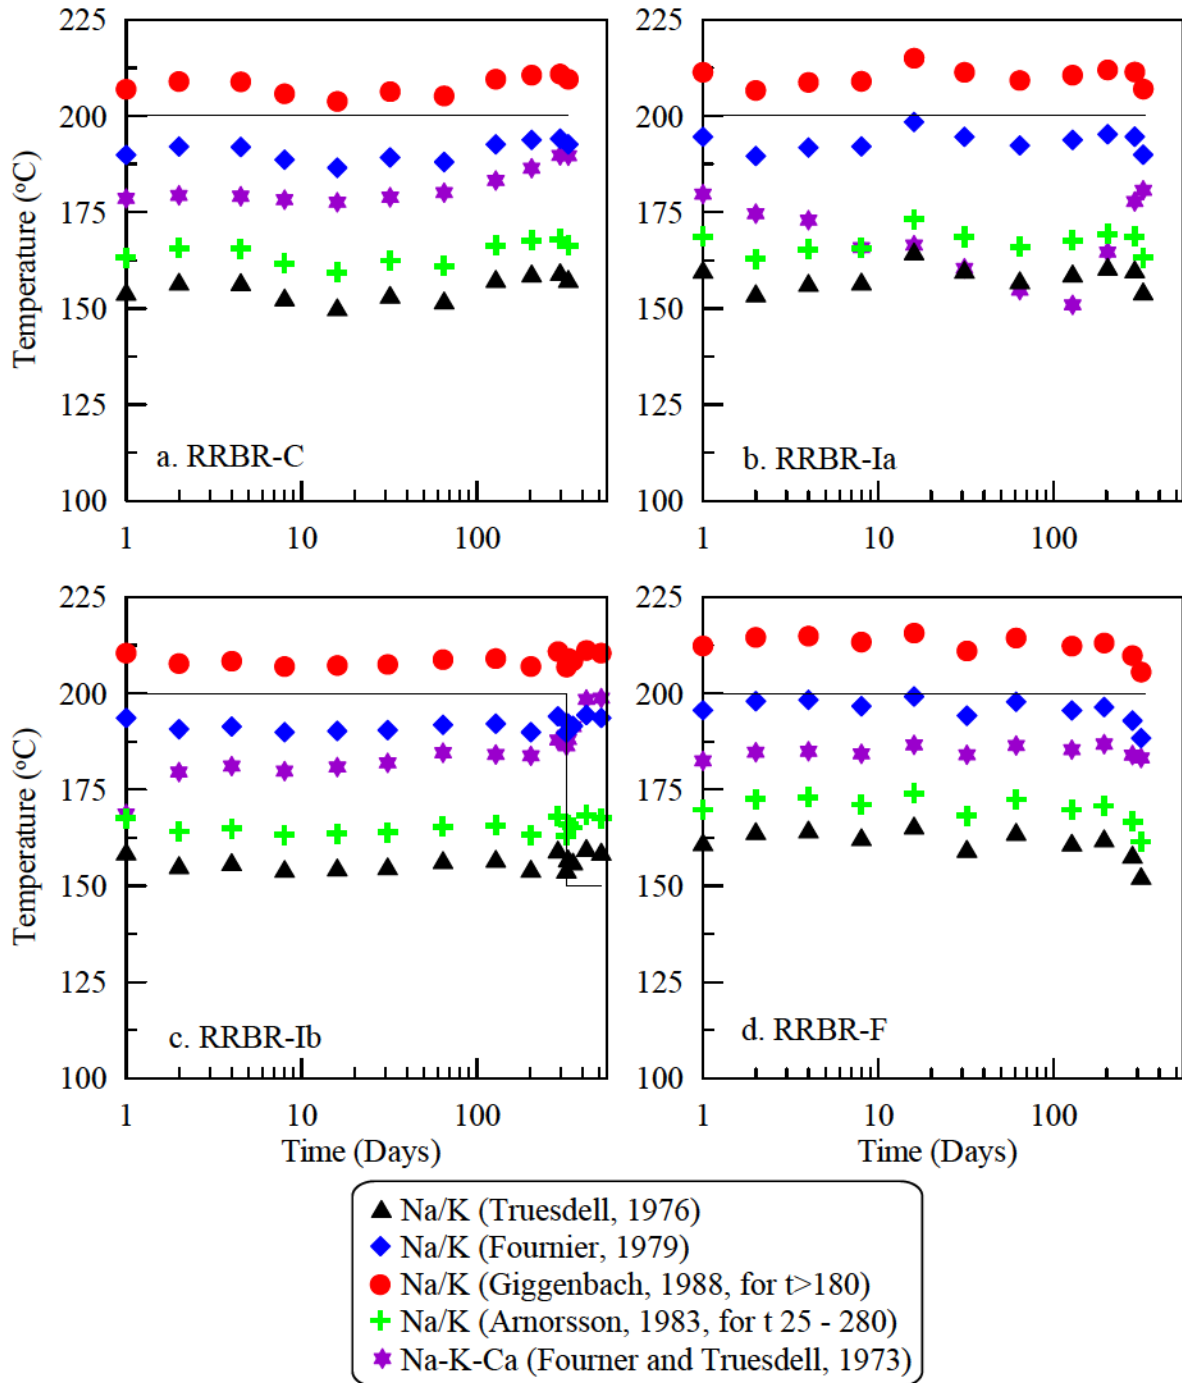 225
200
175
150
125
100
Temperature (°C)
a. RRBR-C
1
10
100
225
200
175
150
125
100
b. RRBR-Ia
1
10
100
225
200
175
150
125
100
Temperature (°C)
c. RRBR-Ib
1
10
100
Time (Days)
225
200
175
150
125
100
d. RRBR-F
1
10
100
Time (Days)
Na/K (Truesdell, 1976)
Na/K (Fournier, 1979)
Na/K (Giggenbach, 1988, for t>180)
Na/K (Arnorsson, 1983, for t 25 - 280)
Na-K-Ca (Fourner and Truesdell, 1973)